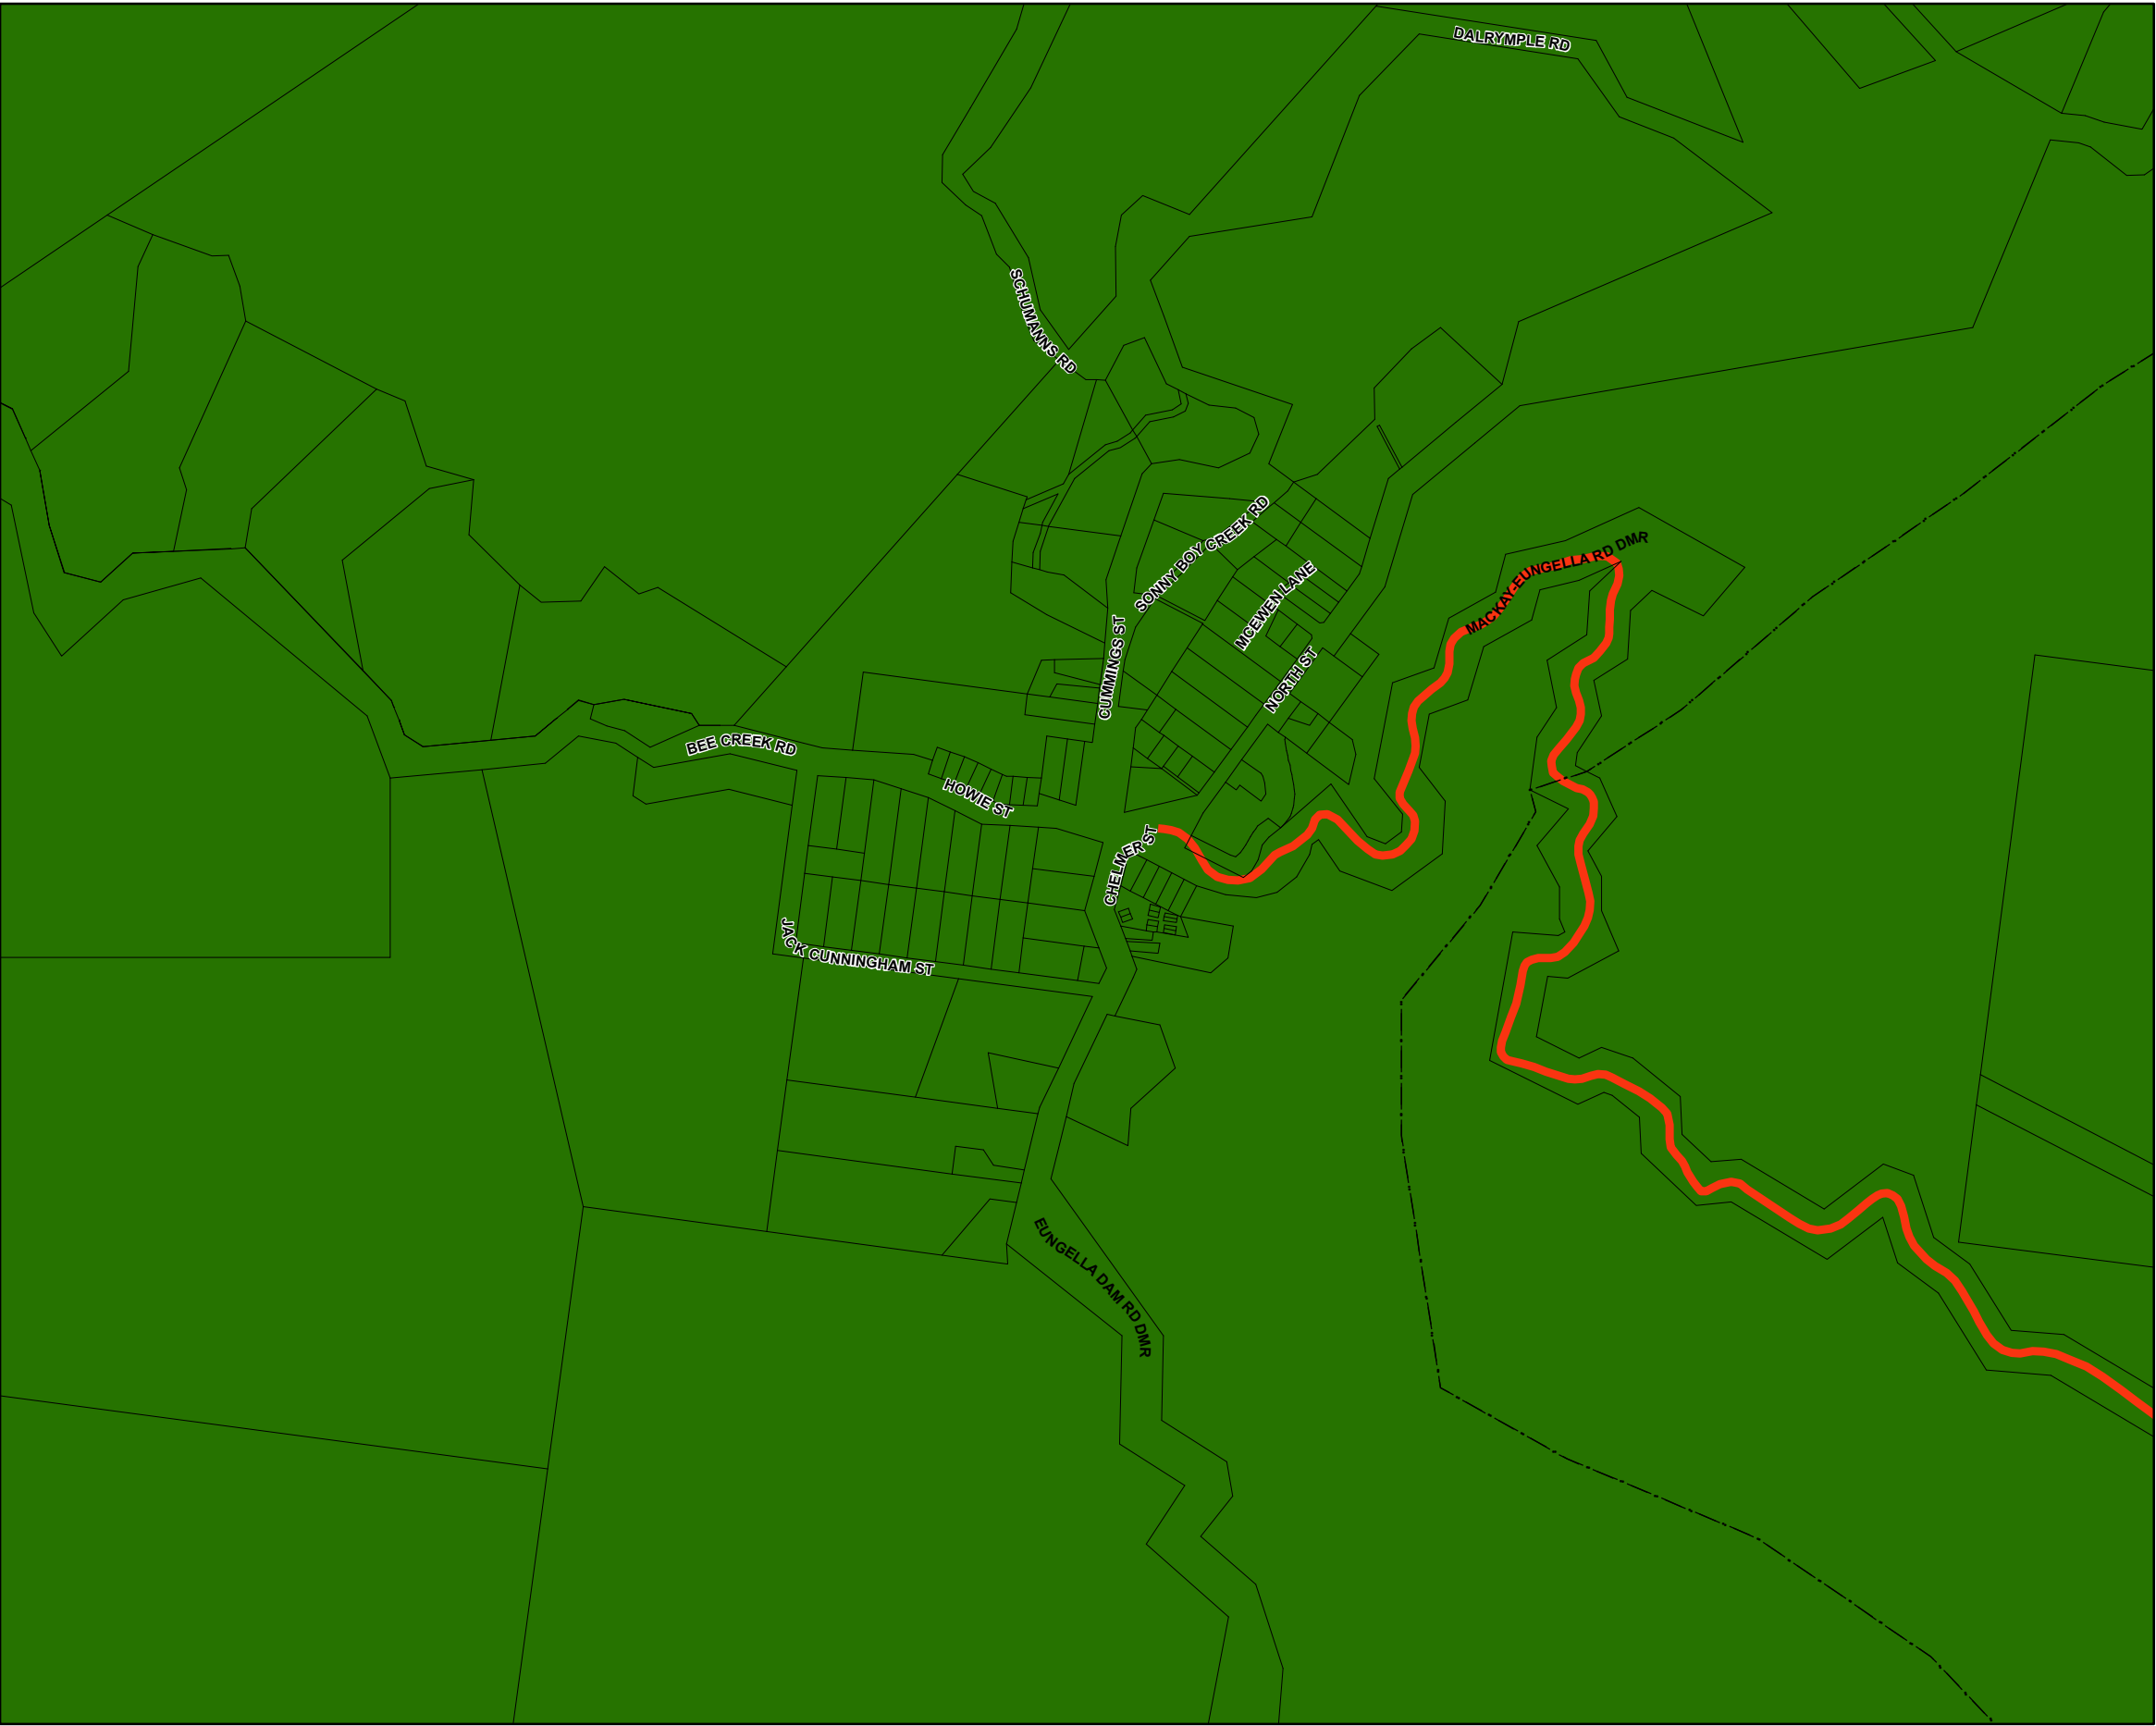 DALRYMPLE RD
SCHUMANNS RD
SONNY BOY CREEK RD
MACKAY-EUNGELLA RD DMR
MCEWEN LANE
CUMMINGS ST
NORTH ST
BEE CREEK RD
HOWIE ST
CHELMER ST
JACK CUNNINGHAM ST
EUNGELLA DAM RD DMR